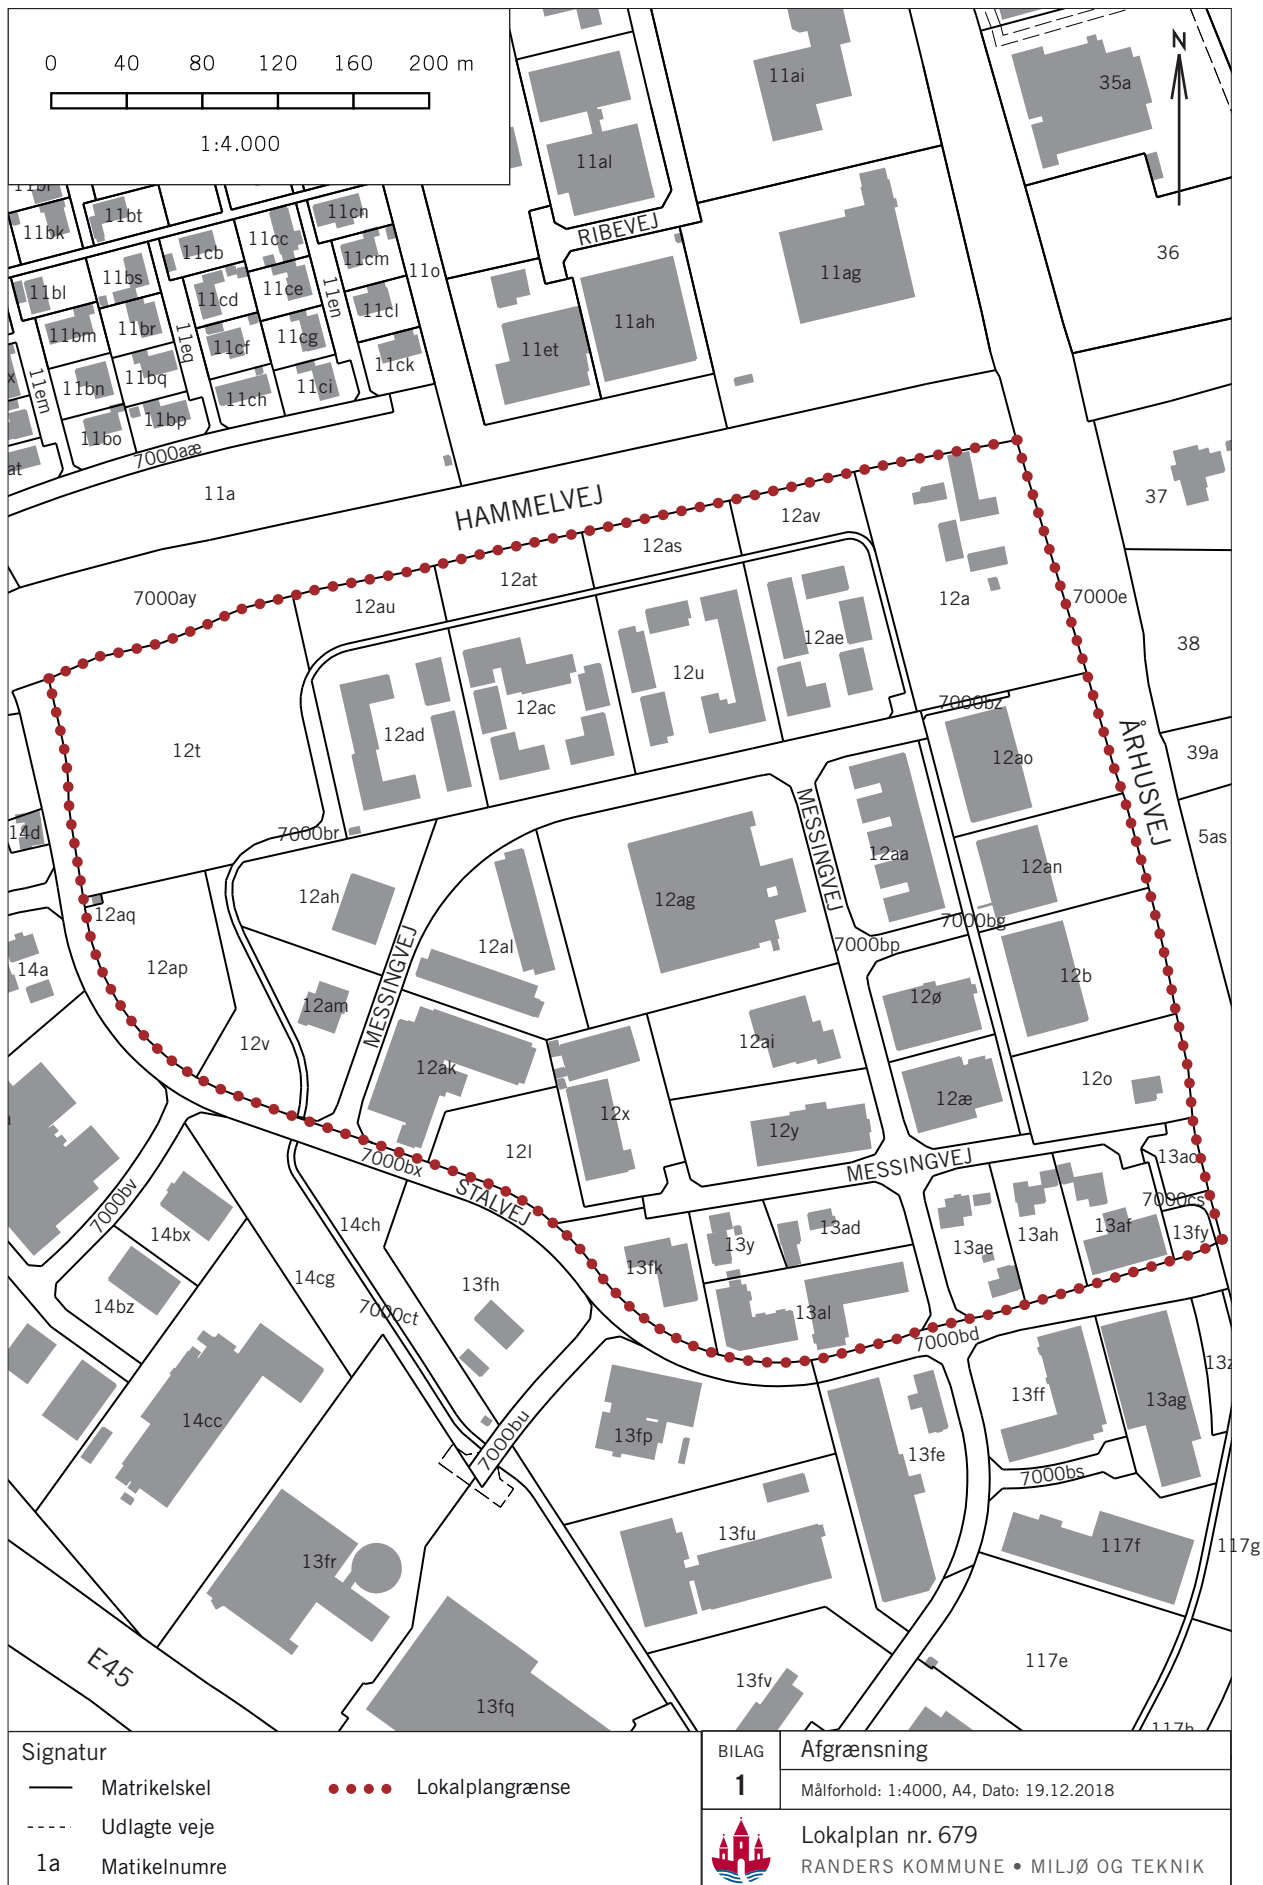 0 40 80 120 160 200 m
1:4.000
N
35a
11ai
11al
RIBEVEJ
11bk
11bt
11cb
11cc
11cn
11cm
11o
36
11ag
11bl
11bs
11cd
11ce
11en
11cl
11ah
11et
11bm
11br
11eq
11cf
11cg
11ck
11em
11bn
11bq
11ch
11ci
11bo
11bp
7000aæ
at
11a
HAMMELVEJ
37
12av
12as
12at
12au
7000ay
12a
7000e
38
12ae
12u
12ac
12ad
7000bz
12t
12ao
ÅRHUSVEJ
39a
5as
14d
7000br
MESSINGVEJ
12aa
12an
12ah
12ag
12aq
7000bg
7000bp
12al
14a
12ap
MESSINGVEJ
12b
12am
12ø
12v
12ai
12ak
12o
12æ
12x
12y
12l
7000bx
STÅLVEJ
MESSINGVEJ
13ao
7000cs
7000bv
14bx
14ch
13y
13ad
13ae
13ah
13af
13fy
13fk
14cg
13fh
14bz
7000ct
13al
7000bd
13z
14cc
13ff
13ag
7000bu
13fp
13fe
7000bs
13fu
117f
117g
13fr
E45
117e
13fv
13fq
117h
Signatur
Matrikelskel
Lokalplangrænse
Udlagte veje
1a Matikelnumre
BILAG
1
Afgrænsning
Målforhold: 1:4000, A4, Dato: 19.12.2018
Lokalplan nr. 679
RANDERS KOMMUNE • MILJØ OG TEKNIK